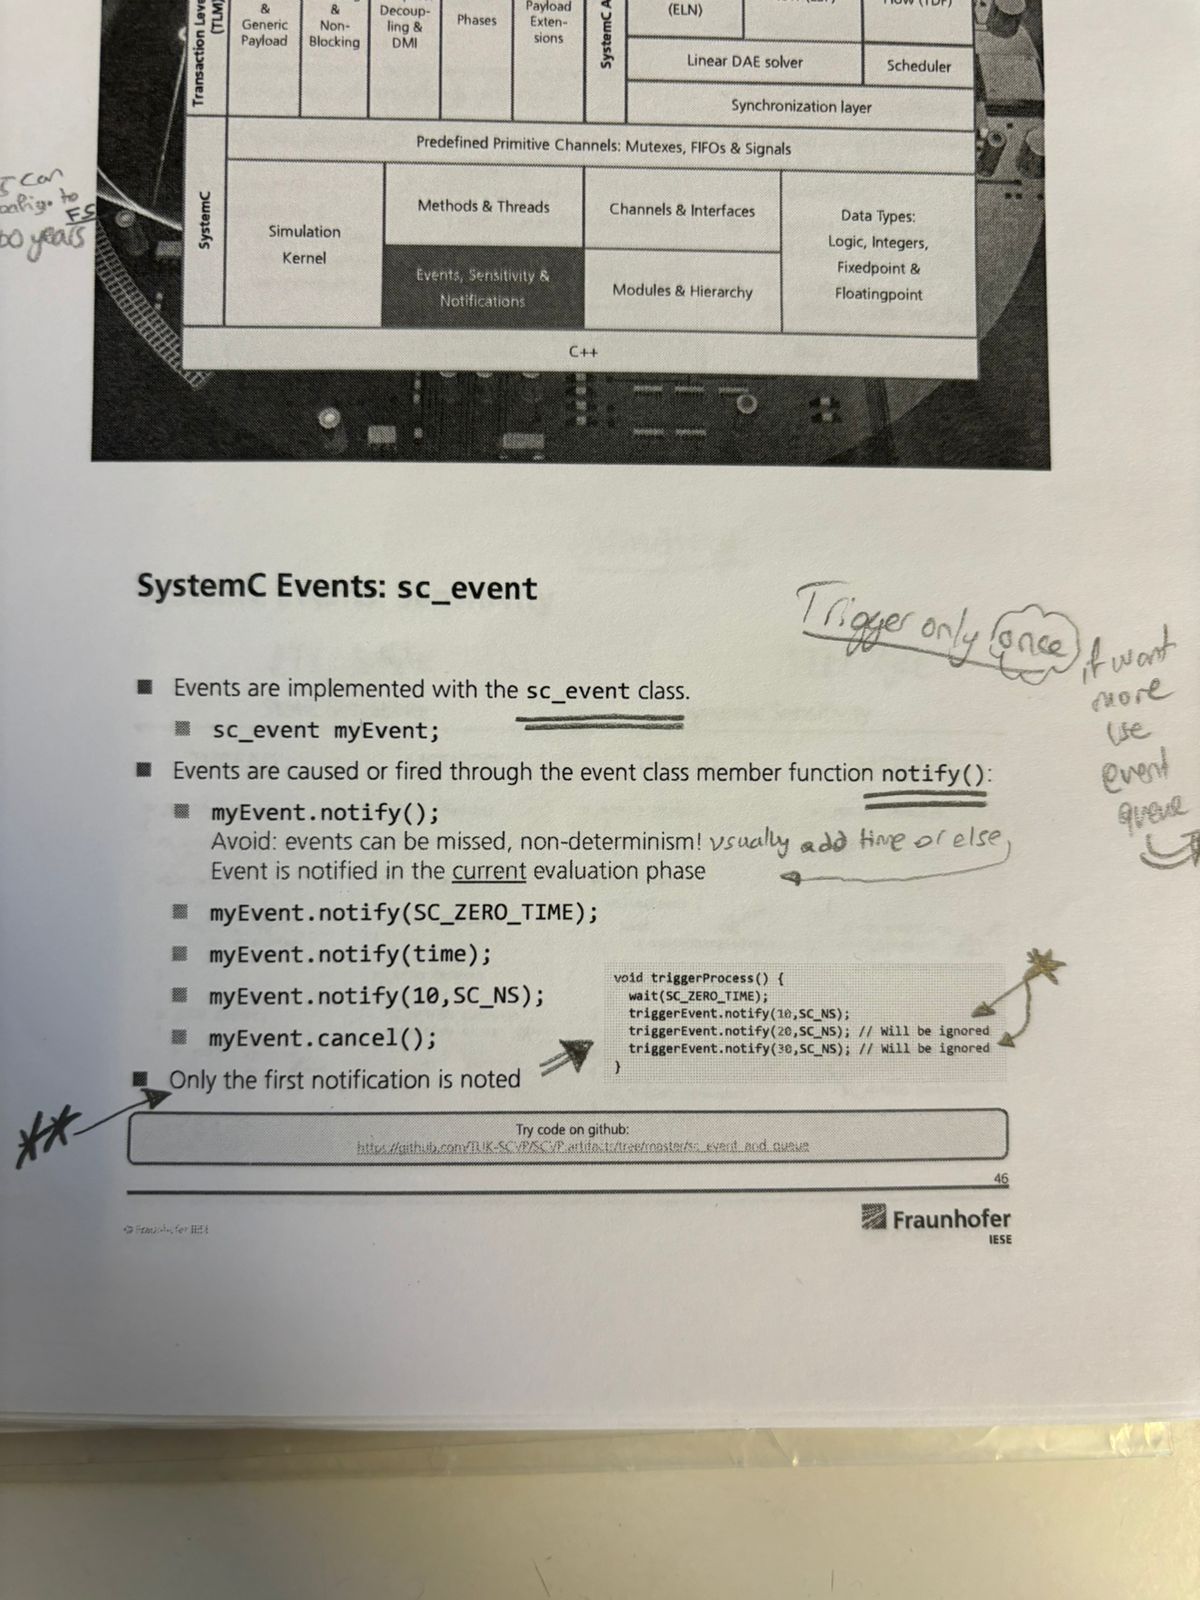 Transaction Leve
(TLM)
&
Generic
Payload
&
Non-
Blocking
Decoup-
ling &
DMI
Phases
Payload
Exten-
sions
SystemC A
(ELN)
Linear DAE solver
Scheduler
Synchronization layer
SystemC
Predefined Primitive Channels: Mutexes, FIFOs & Signals
Simulation
Kernel
Methods & Threads
Events, Sensitivity &
Notifications
Channels & Interfaces
Modules & Hierarchy
Data Types:
Logic, Integers,
Fixedpoint &
Floatingpoint
C++
can
to
FS
years
SystemC Events: sc_event
Trigger only once, if want
more
use
event
queue
■ Events are implemented with the sc_event class.
■ sc_event myEvent;
■ Events are caused or fired through the event class member function notify():
■ myEvent.notify();
Avoid: events can be missed, non-determinism! usually add time or else,
Event is notified in the current evaluation phase
■ myEvent.notify(SC_ZERO_TIME);
■ myEvent.notify(time);
■ myEvent.notify(10,SC_NS);
■ myEvent.cancel();
■ Only the first notification is noted
void triggerProcess() {
wait(SC_ZERO_TIME);
triggerEvent.notify(10,SC_NS);
triggerEvent.notify(20,SC_NS); // Will be ignored
triggerEvent.notify(30,SC_NS); // Will be ignored
}
**
Try code on github:
https://github.com/TUK-SCVP/SCVP.artifacts/tree/master/sc_event_and_queue
46
© Fraunhofer IESE
Fraunhofer
IESE